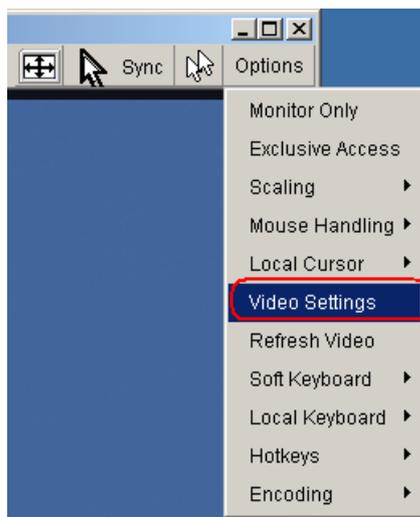 Sync Options
Monitor Only
Exclusive Access
Scaling
Mouse Handling
Local Cursor
Video Settings
Refresh Video
Soft Keyboard
Local Keyboard
Hotkeys
Encoding